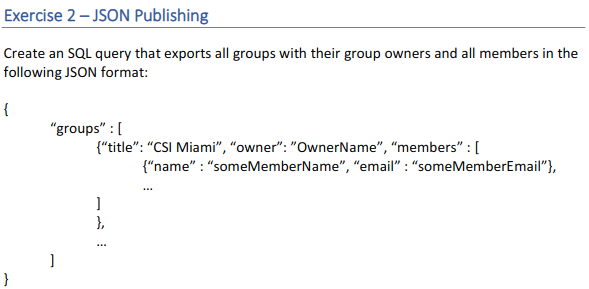 Exercise 2 – JSON Publishing
Create an SQL query that exports all groups with their group owners and all members in the
following JSON format:
{
“groups” : [
{“title”: “CSI Miami”, “owner”: ”OwnerName”, “members” : [
{“name” : “someMemberName”, “email” : “someMemberEmail”},
...
]
},
...
]
}